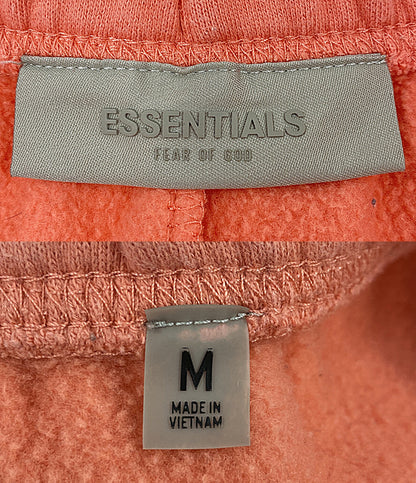 ESSENTIALS
FEAR OF GOD
M
MADE IN
VIETNAM